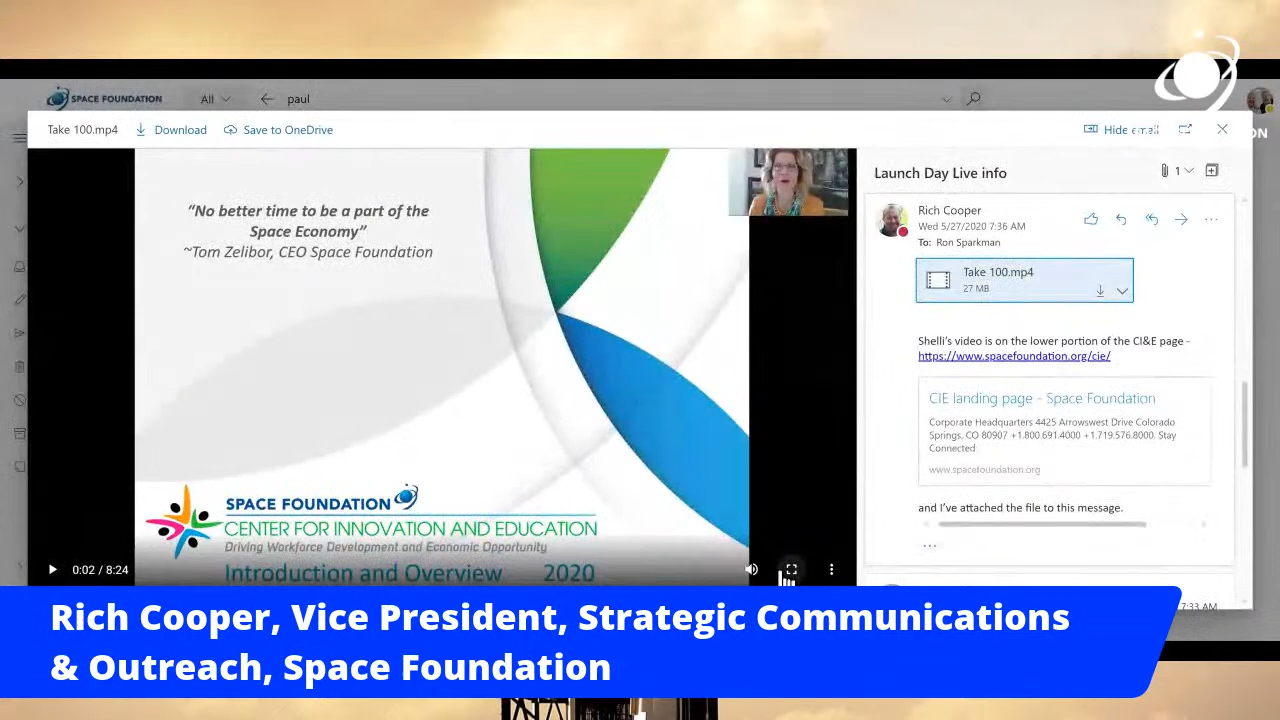 SPACE FOUNDATION
All
paul
Take 100.mp4
Download
Save to OneDrive
Hide email
ON
“No better time to be a part of the
Space Economy”
~Tom Zelibor, CEO Space Foundation
SPACE FOUNDATION
CENTER FOR INNOVATION AND EDUCATION
Driving Workforce Development and Economic Opportunity
Introduction and Overview 2020
0:02 / 8:24
Launch Day Live info
1
Rich Cooper
Wed 5/27/2020 7:36 AM
To: Ron Sparkman
Take 100.mp4
27 MB
Shelli's video is on the lower portion of the CI&E page -
https://www.spacefoundation.org/cie/
CIE landing page - Space Foundation
Corporate Headquarters 4425 Arrowswest Drive Colorado
Springs, CO 80907 +1.800.691.4000 +1.719.576.8000. Stay
Connected
www.spacefoundation.org
and I've attached the file to this message.
7:33 AM
Rich Cooper, Vice President, Strategic Communications
& Outreach, Space Foundation